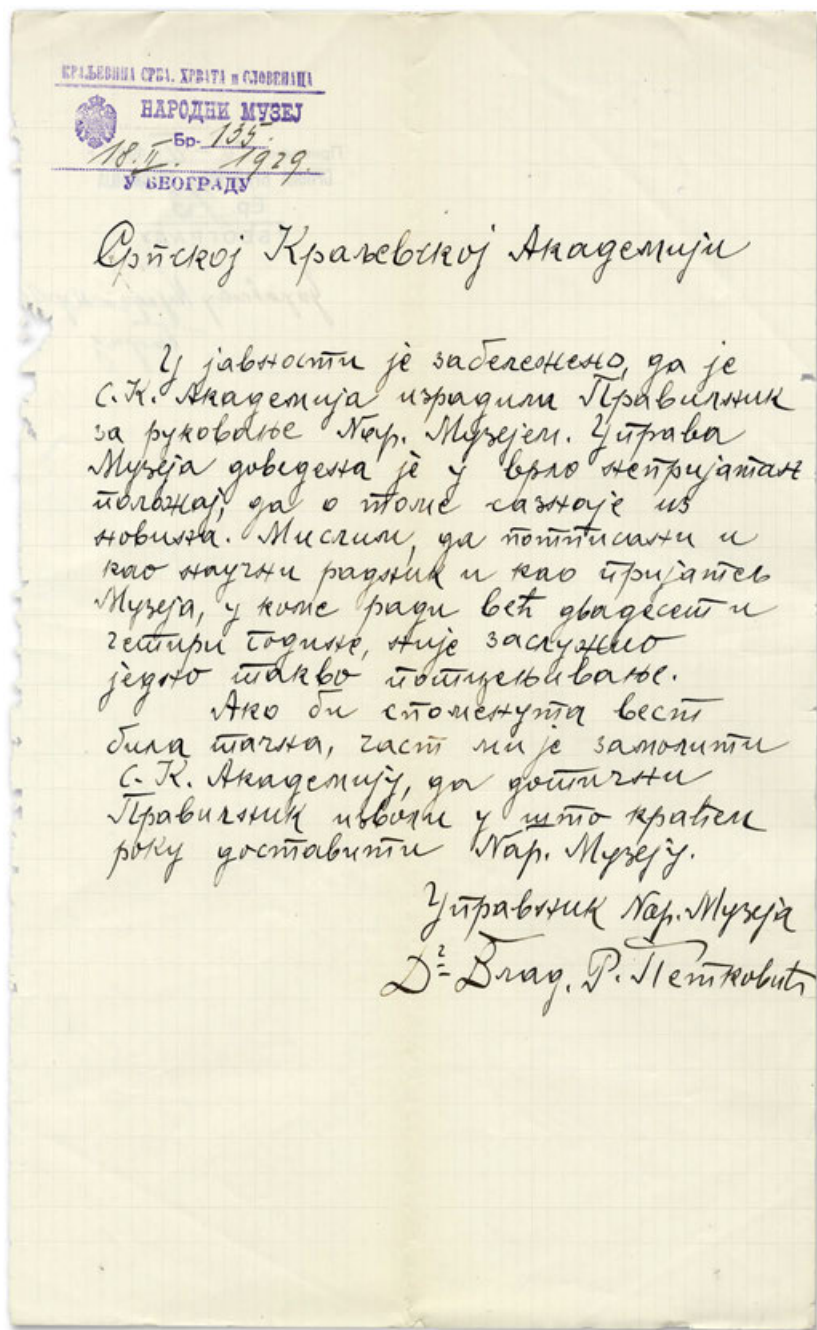 КРАЉЕВИНА СРБА, ХРВАТА и СЛОВЕНАЦА
НАРОДНИ МУЗЕЈ
Бр. 135.
18. II. 1929.
У БЕОГРАДУ
Српској Краљевској Академији
У јавности је забележено, да је
С. К. Академија израдила Правилник
за руковање Нар. Музејем. Управа
Музеја доведена је у врло непријатан
положај, да о томе сазнаје из
новина. Мислим, да потписани и
као научни радник и као пријатељ
Музеја, у коме ради већ двадесет и
четири године, није заслужио
једно такво потцењивање.
Ако би споменута вест
била тачна, част ми је замолити
С. К. Академију, да дотични
Правилник изволи у што краћем
року доставити Нар. Музеју.
Управник Нар. Музеја
Др Влад. Р. Петковић